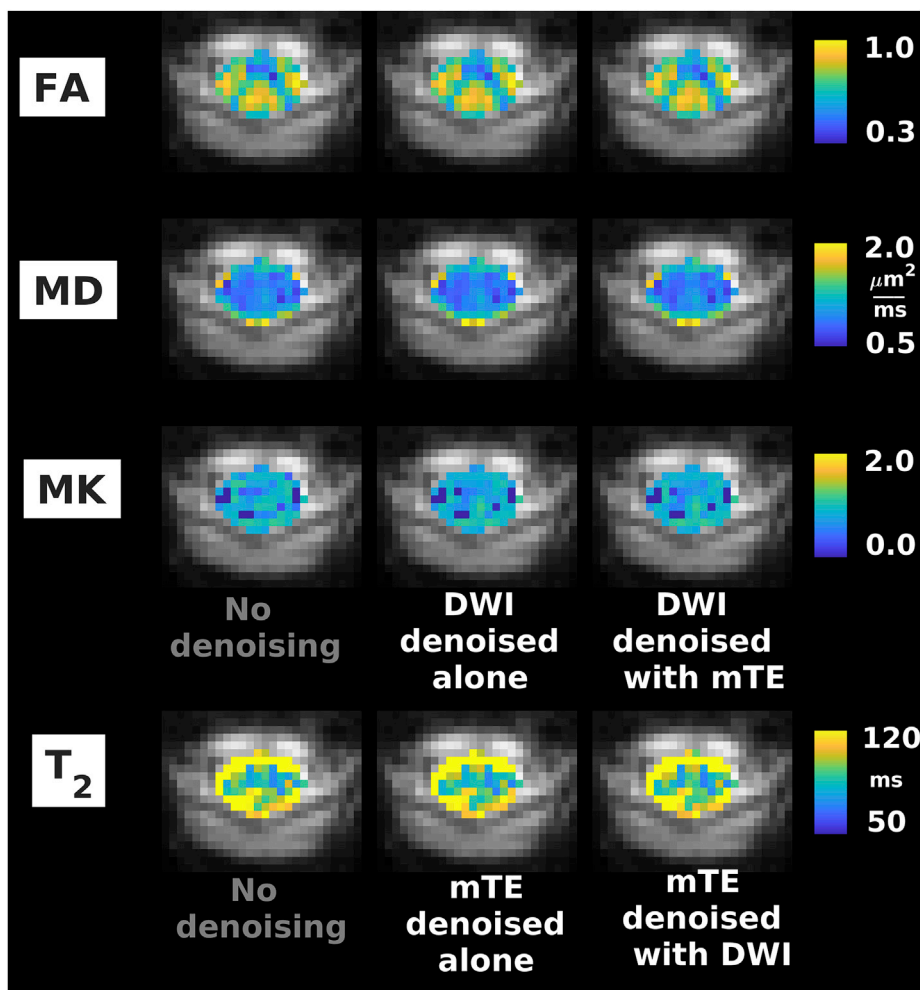 FA
1.0
0.3
MD
2.0
μm²
ms
0.5
MK
2.0
0.0
No
denoising
DWI
denoised
alone
DWI
denoised
with mTE
T₂
120
ms
50
No
denoising
mTE
denoised
alone
mTE
denoised
with DWI